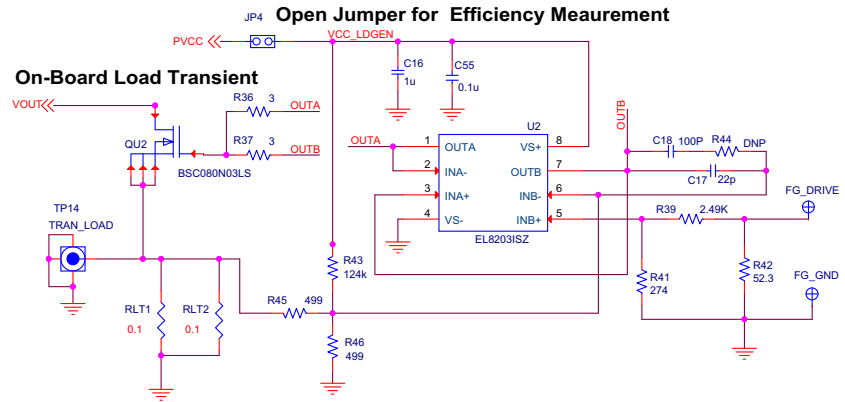 Open Jumper for Efficiency Meaurement
JP4
PVCC
VCC_LDGEN
C16
1u
C55
0.1u
On-Board Load Transient
VOUT
R36 3
OUTA
R37 3
OUTB
QU2
BSC080N03LS
U2
OUTA
1 OUTA VS+ 8
2 INA- OUTB 7
3 INA+ INB- 6
4 VS- INB+ 5
EL8203ISZ
OUTB
C18 100P R44 DNP
C17 22p
FG_DRIVE
R39 2.49K
TP14
TRAN_LOAD
R43
124k
R41
274
R42
52.3
FG_GND
RLT1
0.1
RLT2
0.1
R45 499
R46
499